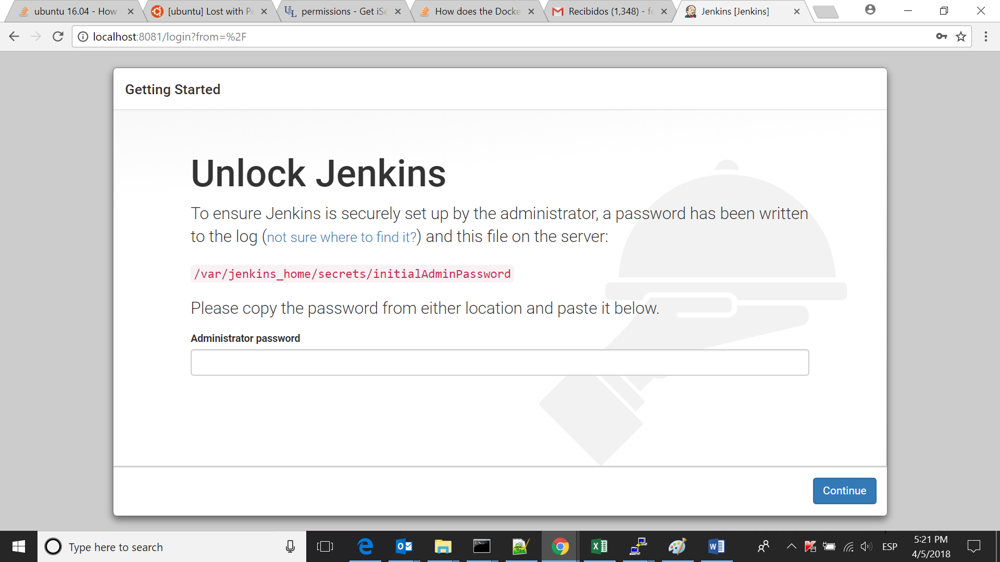 ubuntu 16.04 - How
[ubuntu] Lost with Pe
permissions - Get iSe
How does the Docke
Recibidos (1,348) - fo
Jenkins [Jenkins]
localhost:8081/login?from=%2F
Getting Started
Unlock Jenkins
To ensure Jenkins is securely set up by the administrator, a password has been written
to the log (not sure where to find it?) and this file on the server:
/var/jenkins_home/secrets/initialAdminPassword
Please copy the password from either location and paste it below.
Administrator password
Continue
Type here to search
ESP
5:21 PM
4/5/2018